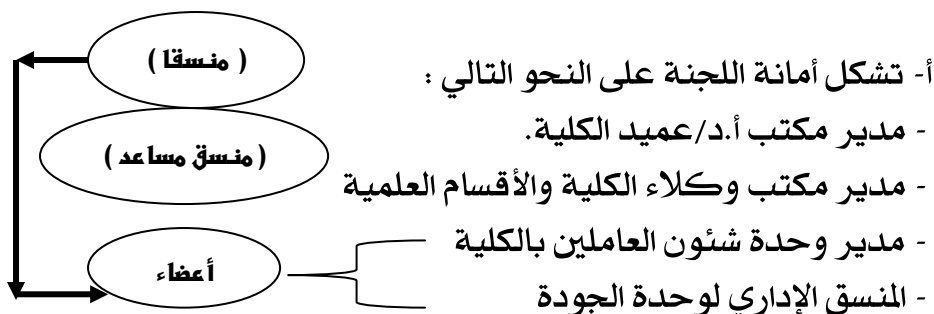 أ- تشكل أمانة اللجنة على النحو التالي :
- مدير مكتب أ.د/عميد الكلية.
( منسقا )
- مدير مكتب وكلاء الكلية والأقسام العلمية
( منسق مساعد )
- مدير وحدة شئون العاملين بالكلية
- المنسق الإداري لوحدة الجودة
أعضاء